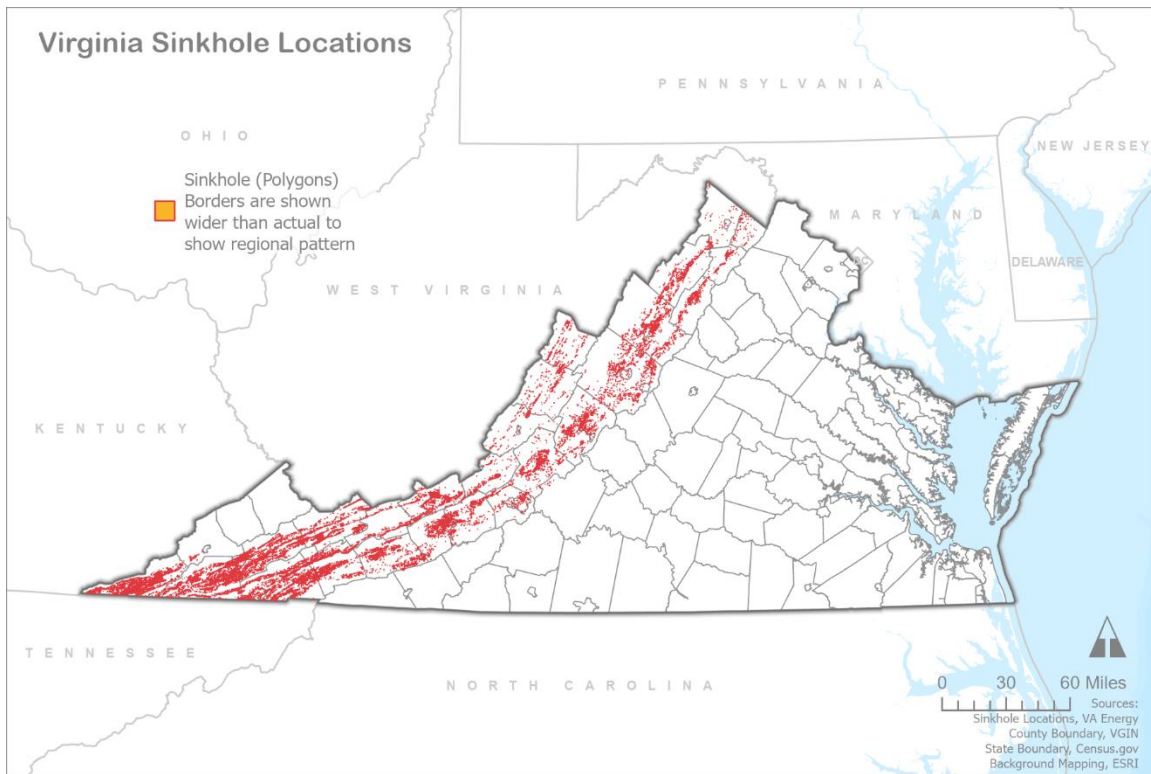 Virginia Sinkhole Locations
PENNSYLVANIA
OHIO
NEW JERSEY
Sinkhole (Polygons)
Borders are shown
wider than actual to
show regional pattern
MARYLAND
DC
DELAWARE
WEST VIRGINIA
KENTUCKY
TENNESSEE
NORTH CAROLINA
0 30 60 Miles
Sources:
Sinkhole Locations, VA Energy
County Boundary, VGIN
State Boundary, Census.gov
Background Mapping, ESRI